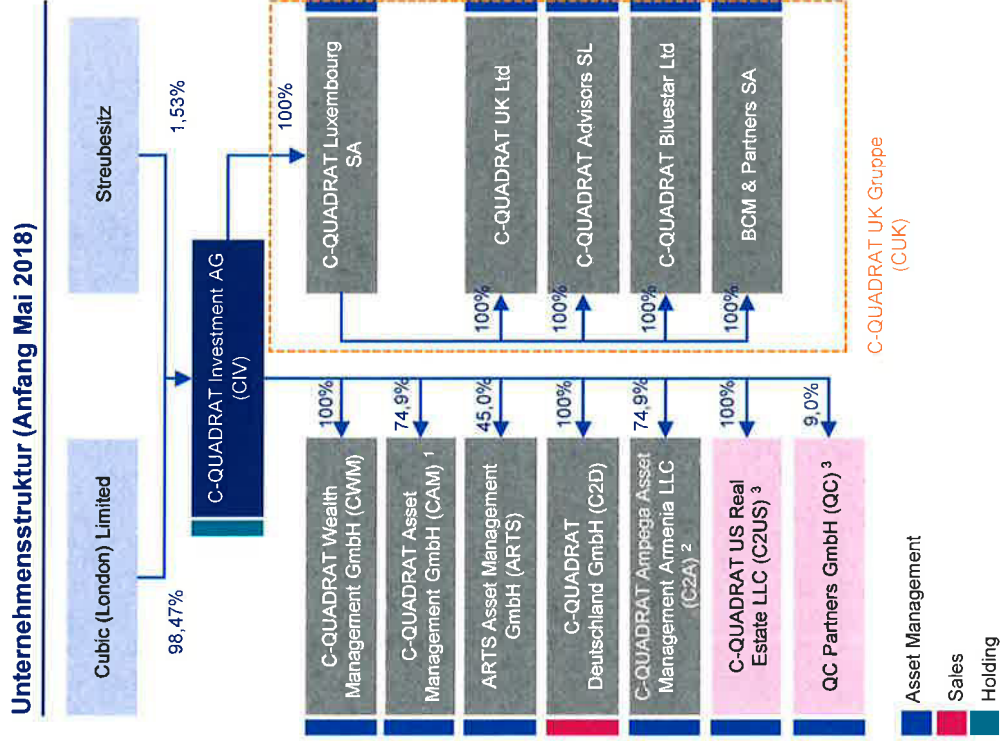 Unternehmensstruktur (Anfang Mai 2018)
Cubic (London) Limited
Streubesitz
98,47%
1,53%
C-QUADRAT Investment AG
(CIV)
100%
C-QUADRAT Wealth
Management GmbH (CWM)
100%
C-QUADRAT Asset
Management GmbH (CAM) ¹
74,9%
ARTS Asset Management
GmbH (ARTS)
45,0%
C-QUADRAT
Deutschland GmbH (C2D)
100%
C-QUADRAT Ampega Asset
Management Armenia LLC
(C2A) ²
74,9%
C-QUADRAT US Real
Estate LLC (C2US) ³
100%
QC Partners GmbH (QC) ³
9,0%
C-QUADRAT Luxembourg
SA
100%
C-QUADRAT UK Ltd
100%
C-QUADRAT Advisors SL
100%
C-QUADRAT Bluestar Ltd
100%
BCM & Partners SA
C-QUADRAT UK Gruppe
(CUK)
Asset Management
Sales
Holding